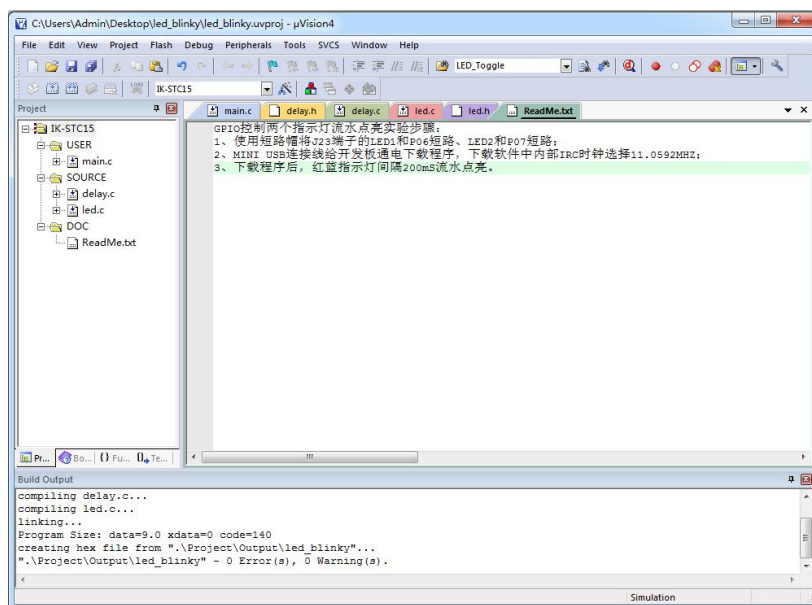 C:\Users\Admin\Desktop\led_blinky\led_blinky.uvproj - µVision4
File Edit View Project Flash Debug Peripherals Tools SVCS Window Help
LED_Toggle
IK-STC15
Project
main.c delay.h delay.c led.c led.h ReadMe.txt
IK-STC15
USER
main.c
SOURCE
delay.c
led.c
DOC
ReadMe.txt
GPIO控制两个指示灯流水点亮实验步骤：
1、使用短路帽将J23端子的LED1和P06短路、LED2和P07短路；
2、MINI USB连接线给开发板通电下载程序，下载软件中内部IRC时钟选择11.0592MHZ；
3、下载程序后，红蓝指示灯间隔200mS流水点亮。
Pr... Bo... {} Fu... 0 Te...
Build Output
compiling delay.c...
compiling led.c...
linking...
Program Size: data=9.0 xdata=0 code=140
creating hex file from ".\Project\Output\led_blinky"...
".\Project\Output\led_blinky" - 0 Error(s), 0 Warning(s).
Simulation